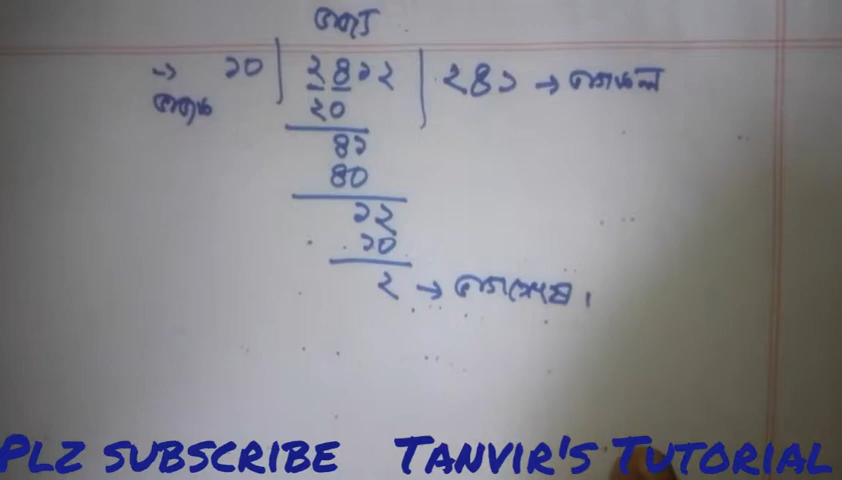 ভাজ্য
→ ১০ | ২৪১২ | ২৪১ → ভাগফল
ভাজক
২০
৪১
৪০
১২
১০
২ → ভাগশেষ।
Plz subscribe Tanvir's Tutorial